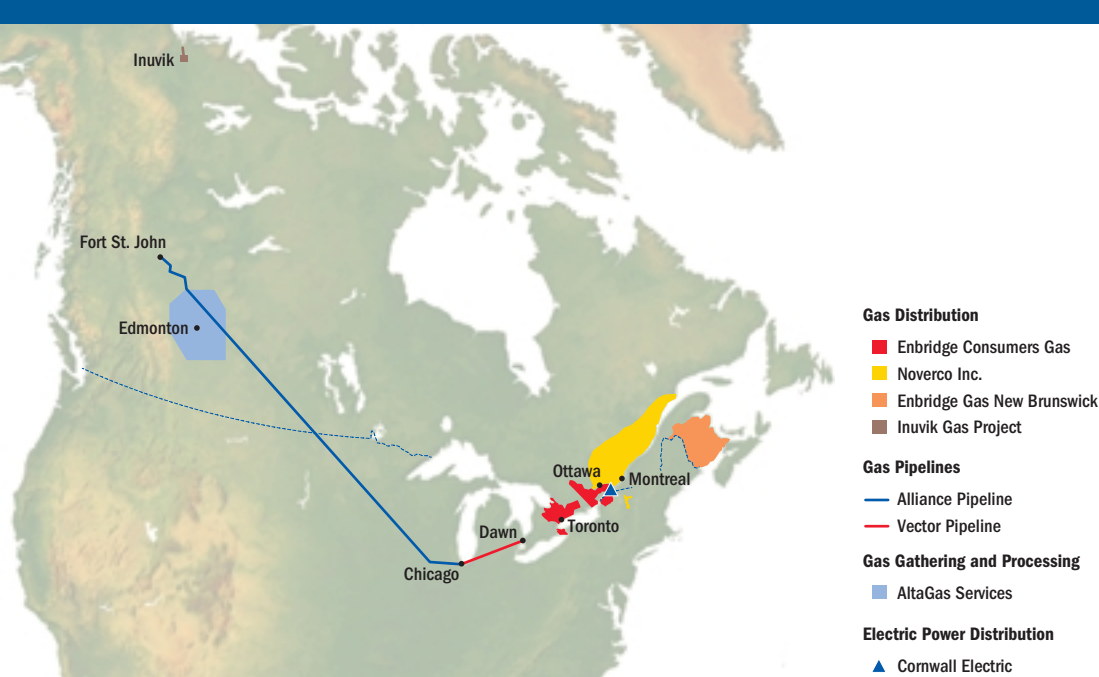 Inuvik
Fort St. John
Edmonton
Ottawa
Montreal
Toronto
Dawn
Chicago
Gas Distribution
Enbridge Consumers Gas
Noverco Inc.
Enbridge Gas New Brunswick
Inuvik Gas Project
Gas Pipelines
Alliance Pipeline
Vector Pipeline
Gas Gathering and Processing
AltaGas Services
Electric Power Distribution
Cornwall Electric